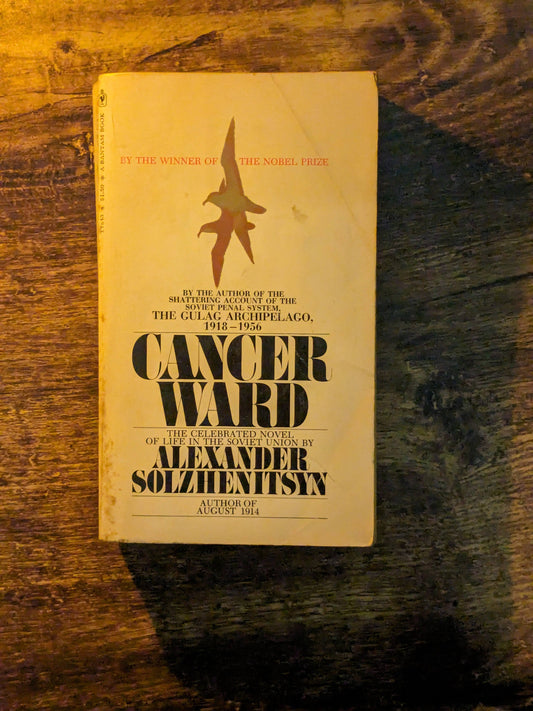 BY THE WINNER OF THE NOBEL PRIZE
BY THE AUTHOR OF THE
SHATTERING ACCOUNT OF THE
SOVIET PENAL SYSTEM,
THE GULAG ARCHIPELAGO,
1918–1956
CANCER
WARD
THE CELEBRATED NOVEL
OF LIFE IN THE SOVIET UNION BY
ALEXANDER
SOLZHENITSYN
AUTHOR OF
AUGUST 1914
$1.50 ★ A BANTAM BOOK